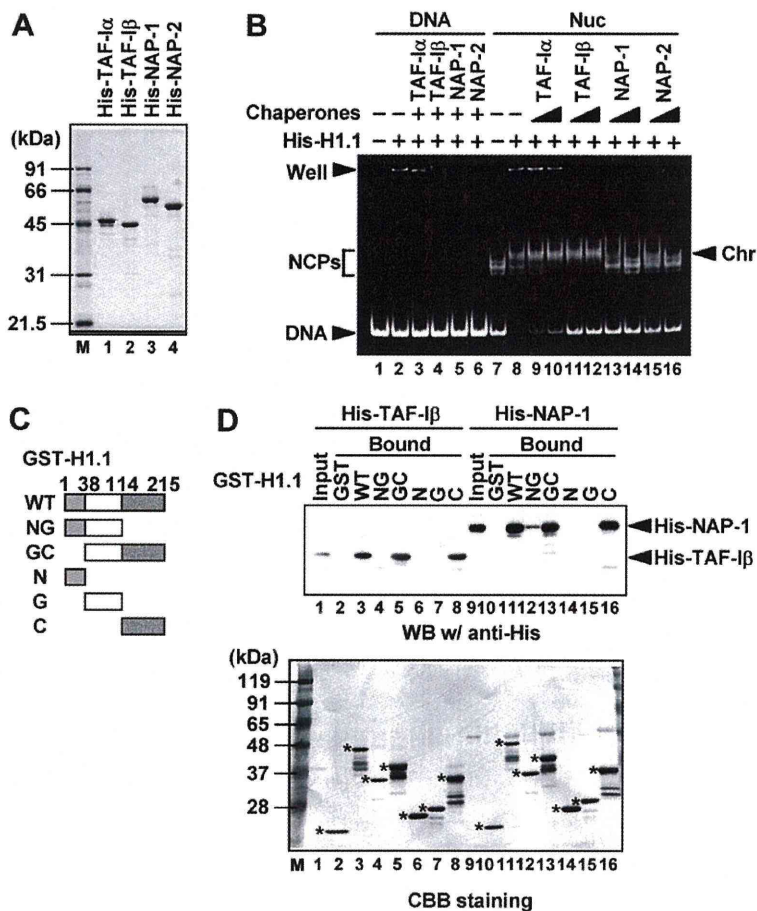 A
His-TAF-Iα
His-TAF-Iβ
His-NAP-1
His-NAP-2
(kDa)
91
66
45
31
21.5
M 1 2 3 4
B
DNA Nuc
TAF-Iα
TAF-Iβ
NAP-1
NAP-2
TAF-Iα
TAF-Iβ
NAP-1
NAP-2
Chaperones − − + + + + − −
His-H1.1 − + + + + + − + + + + + + + + +
Well
NCPs
Chr
DNA
1 2 3 4 5 6 7 8 9 10 11 12 13 14 15 16
C
GST-H1.1
1 38 114 215
WT
NG
GC
N
G
C
D
His-TAF-Iβ His-NAP-1
Bound Bound
GST-H1.1 Input GST WT NG GC N G C Input GST WT NG GC N G C
His-NAP-1
His-TAF-Iβ
1 2 3 4 5 6 7 8 9 10 11 12 13 14 15 16
WB w/ anti-His
(kDa)
119
91
65
48
37
28
* * * * * * * * * * * * * *
M 1 2 3 4 5 6 7 8 9 10 11 12 13 14 15 16
CBB staining